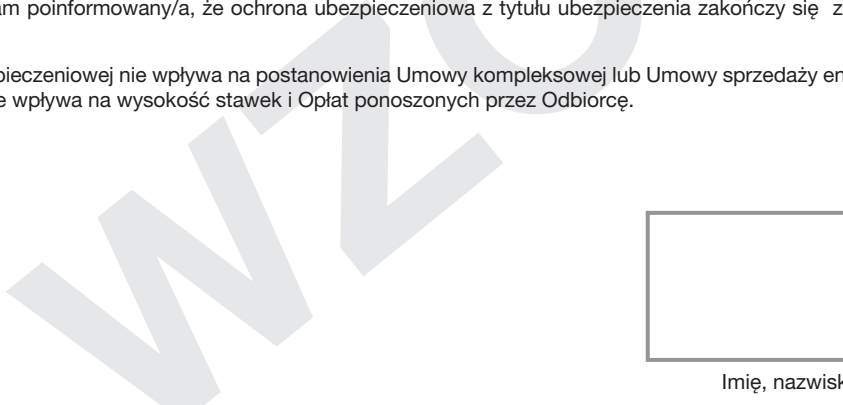 am poinformowany/a, że ochrona ubezpieczeniowa z tytułu ubezpieczenia zakończy się z
pieczeniowej nie wpływa na postanowienia Umowy kompleksowej lub Umowy sprzedaży en
e wpływa na wysokość stawek i Opłat ponoszonych przez Odbiorcę.
WZO
Imię, nazwisk